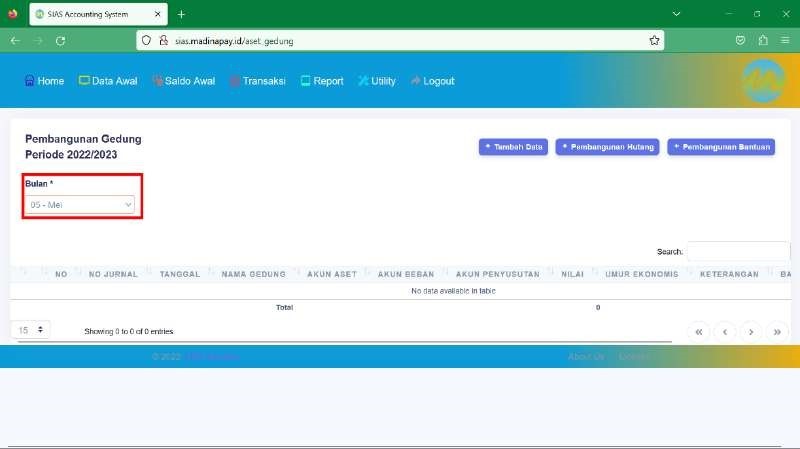 SIAS Accounting System
sias.madinapay.id/aset_gedung
Home Data Awal Saldo Awal Transaksi Report Utility Logout
Pembangunan Gedung
Periode 2022/2023
+ Tambah Data + Pembangunan Hutang + Pembangunan Bantuan
Bulan *
05 - Mei
Search:
NO NO JURNAL TANGGAL NAMA GEDUNG AKUN ASET AKUN BEBAN AKUN PENYUSUTAN NILAI UMUR EKONOMIS KETERANGAN BA
No data available in table
Total 0
15 Showing 0 to 0 of 0 entries
About Us